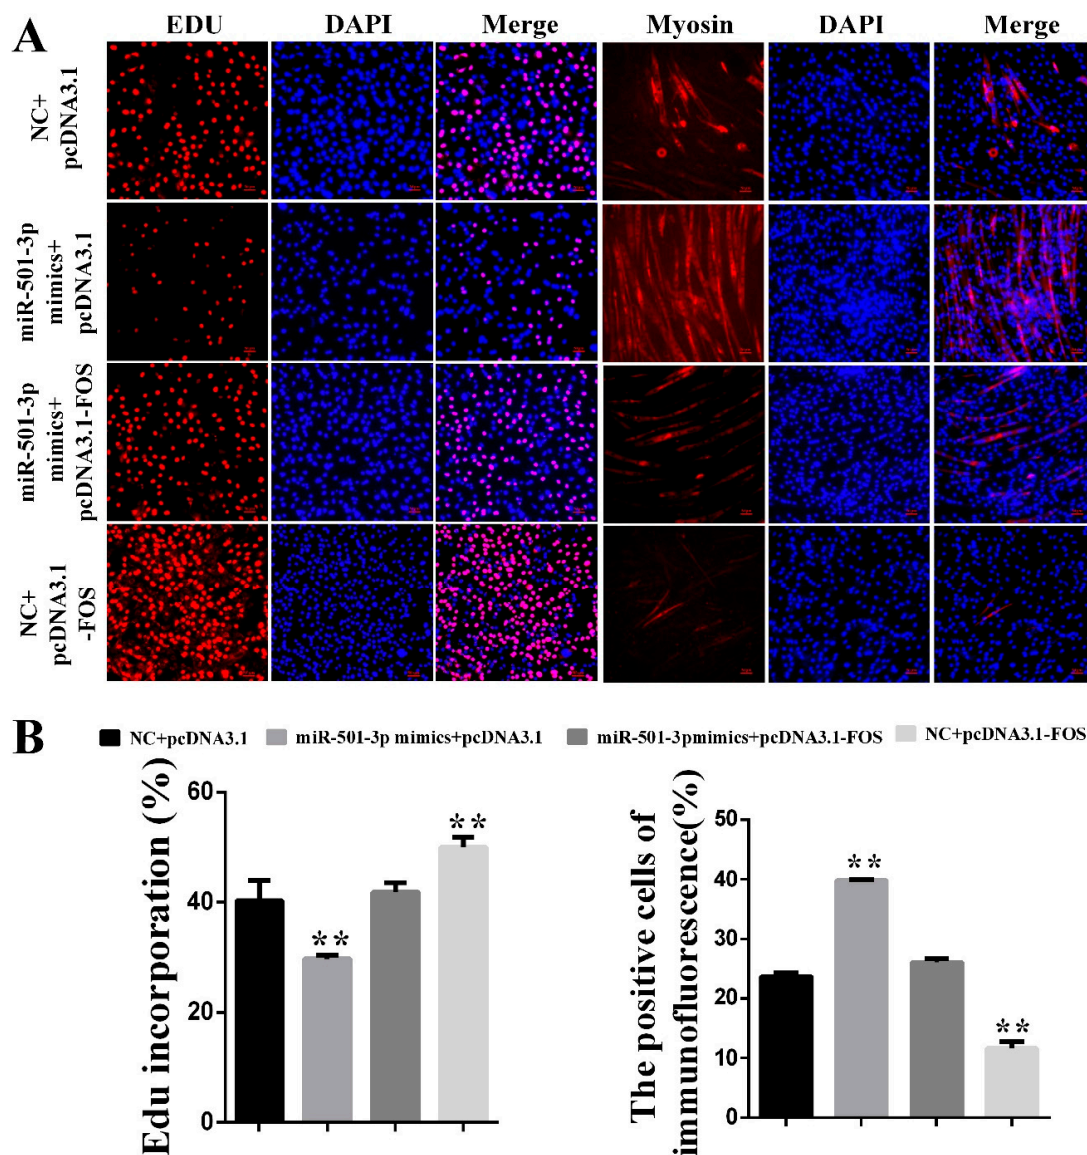 A
EDU DAPI Merge Myosin DAPI Merge
NC+
pcDNA3.1
miR-501-3p
mimics+
pcDNA3.1
miR-501-3p
mimics+
pcDNA3.1-FOS
NC+
pcDNA3.1
-FOS
B
NC+pcDNA3.1 miR-501-3p mimics+pcDNA3.1 miR-501-3pmimics+pcDNA3.1-FOS NC+pcDNA3.1-FOS
Edu incorporation (%)
60
40
20
0
**
**
The positive cells of
immunofluorescence(%)
50
40
30
20
10
0
**
**